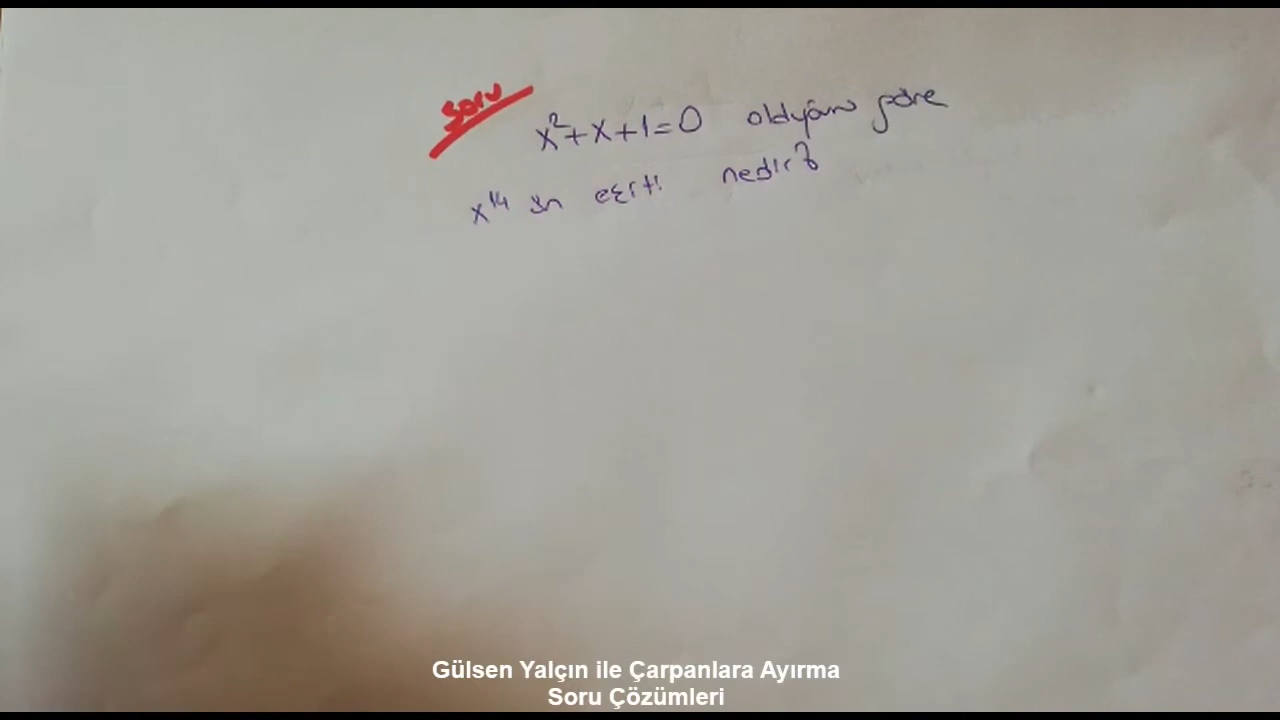 Soru
x²+x+1=0 olduğuna göre
x¹⁴ ün eşiti nedir?
Gülsen Yalçın ile Çarpanlara Ayırma
Soru Çözümleri